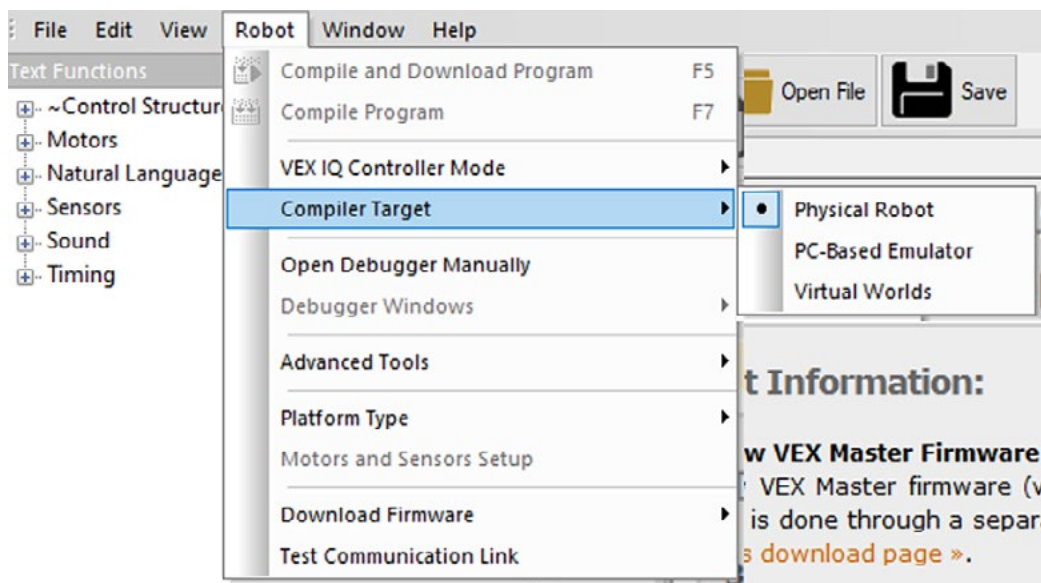 File Edit View Robot Window Help
Text Functions
~Control Structur
Motors
Natural Language
Sensors
Sound
Timing
Compile and Download Program F5
Compile Program F7
VEX IQ Controller Mode
Compiler Target
Open Debugger Manually
Debugger Windows
Advanced Tools
Platform Type
Motors and Sensors Setup
Download Firmware
Test Communication Link
Physical Robot
PC-Based Emulator
Virtual Worlds
Open File Save
t Information:
w VEX Master Firmware
VEX Master firmware (v
is done through a separ
s download page ».